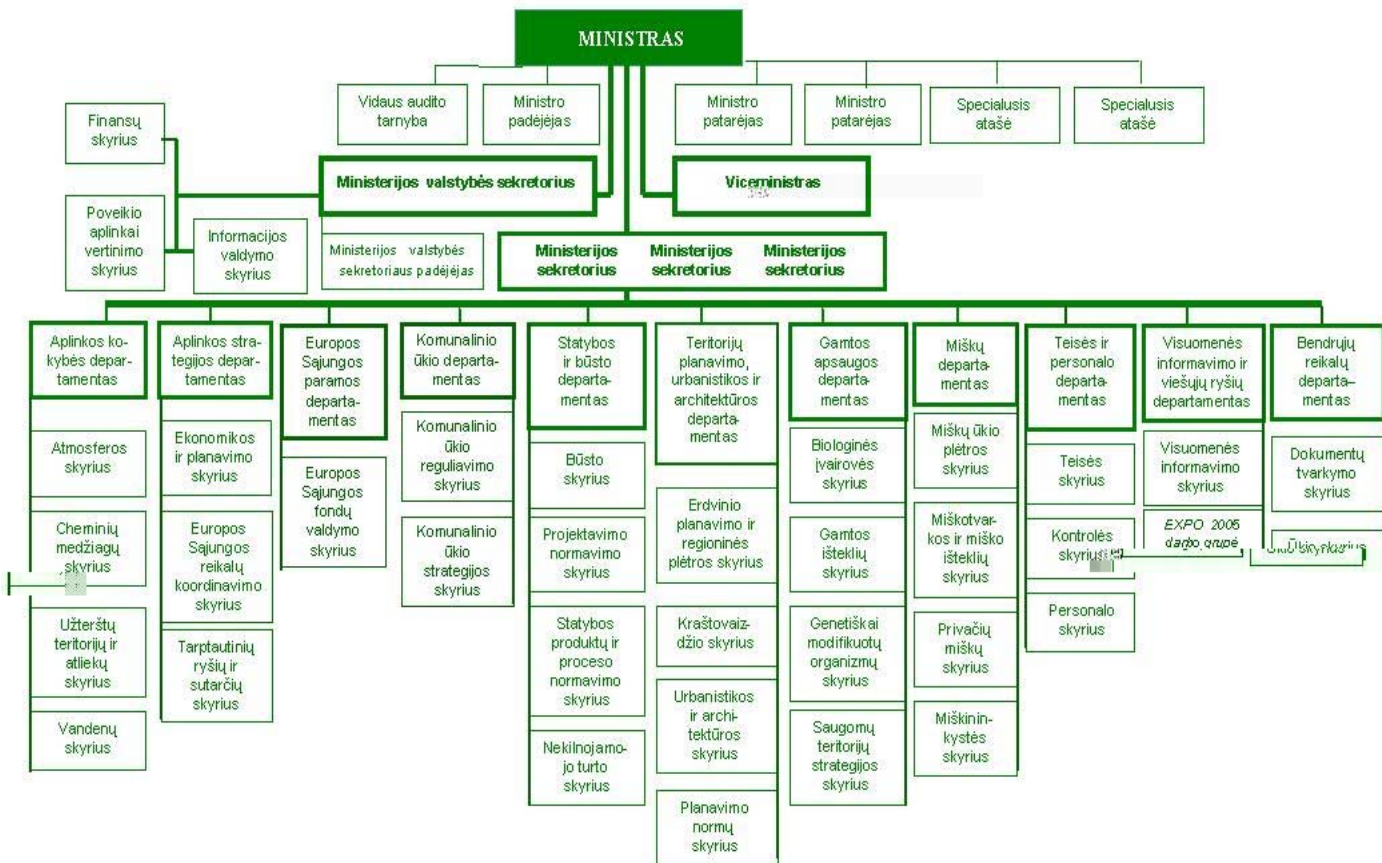 MINISTRAS
Vidaus audito
tarnyba
Ministro
padėjėjas
Ministro
patarėjas
Ministro
patarėjas
Specialusis
atašė
Specialusis
atašė
Finansų
skyrius
Ministerijos valstybės sekretorius
Viceministras
Poveikio
aplinkai
vertinimo
skyrius
Informacijos
valdymo
skyrius
Ministerijos valstybės
sekretoriaus padėjėjas
Ministerijos
sekretorius
Ministerijos
sekretorius
Ministerijos
sekretorius
Aplinkos ko-
kybės depar-
tamentas
Atmosferos
skyrius
Cheminių
medžiagų
skyrius
Užterštų
teritorijų ir
atliekų
skyrius
Vandenų
skyrius
Aplinkos stra-
tegijos depar-
tamentas
Ekonomikos
ir planavimo
skyrius
Europos
Sąjungos
reikalų
koordinavimo
skyrius
Tarptautinių
ryšių ir
sutarčių
skyrius
Europos
Sąjungos
paramos
departa-
mentas
Europos
Sąjungos
fondų
valdymo
skyrius
Komunalinio
ūkio departa-
mentas
Komunalinio
ūkio
reguliavimo
skyrius
Komunalinio
ūkio
strategijos
skyrius
Statybos
ir būsto
departa-
mentas
Būsto
skyrius
Projektavimo
normavimo
skyrius
Statybos
produktų ir
proceso
normavimo
skyrius
Nekilnojamo-
jo turto
skyrius
Teritorijų
planavimo,
urbanistikos ir
architektūros
departa-
mentas
Erdvinio
planavimo ir
regioninės
plėtros skyrius
Kraštovaiz-
džio skyrius
Urbanistikos
ir archi-
tektūros
skyrius
Planavimo
normų
skyrius
Gamtos
apsaugos
departa-
mentas
Biologinės
įvairovės
skyrius
Gamtos
išteklių
skyrius
Genetiškai
modifikuotų
organizmų
skyrius
Saugomų
teritorijų
strategijos
skyrius
Miškų
departa-
mentas
Miškų ūkio
plėtros
skyrius
Miškotvar-
kos ir miško
išteklių
skyrius
Privačių
miškų
skyrius
Miškinin-
kystės
skyrius
Teisės ir
personalo
departa-
mentas
Teisės
skyrius
Kontrolės
skyrius
Personalo
skyrius
Visuomenės
informavimo ir
viešųjų ryšių
departamentas
Visuomenės
informavimo
skyrius
EXPO 2005
darbo grupė
Bendrųjų
reikalų
departa-
mentas
Dokumentų
tvarkymo
skyrius